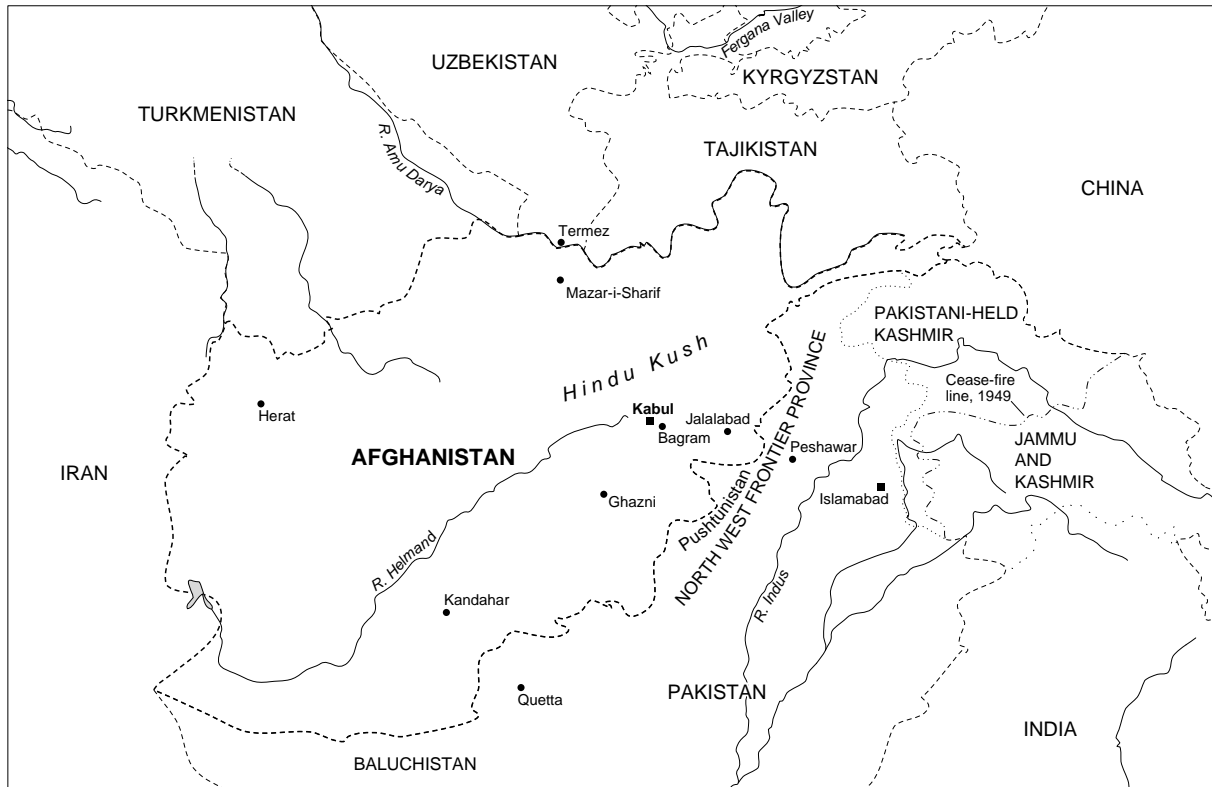 Fergana Valley
UZBEKISTAN
KYRGYZSTAN
TURKMENISTAN
R. Amu Darya
TAJIKISTAN
CHINA
Termez
Mazar-i-Sharif
PAKISTANI-HELD
KASHMIR
Hindu Kush
Cease-fire
line, 1949
Herat
Kabul
Bagram
Jalalabad
NORTH WEST FRONTIER PROVINCE
Peshawar
JAMMU
AND
KASHMIR
IRAN
AFGHANISTAN
Ghazni
Pushtunistan
Islamabad
R. Helmand
R. Indus
Kandahar
Quetta
PAKISTAN
INDIA
BALUCHISTAN